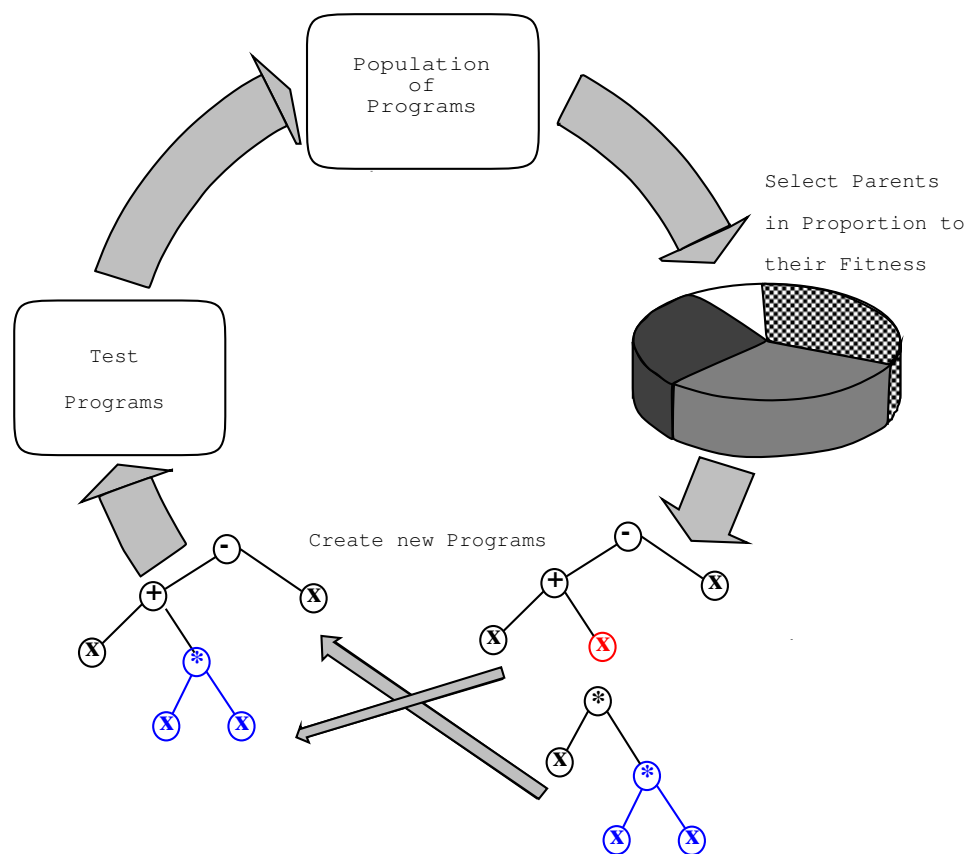 Population
of
Programs
Select Parents
in Proportion to
their Fitness
Test
Programs
Create new Programs
-
+
x
x
*
x
x
-
+
x
x
x
*
x
*
x
x